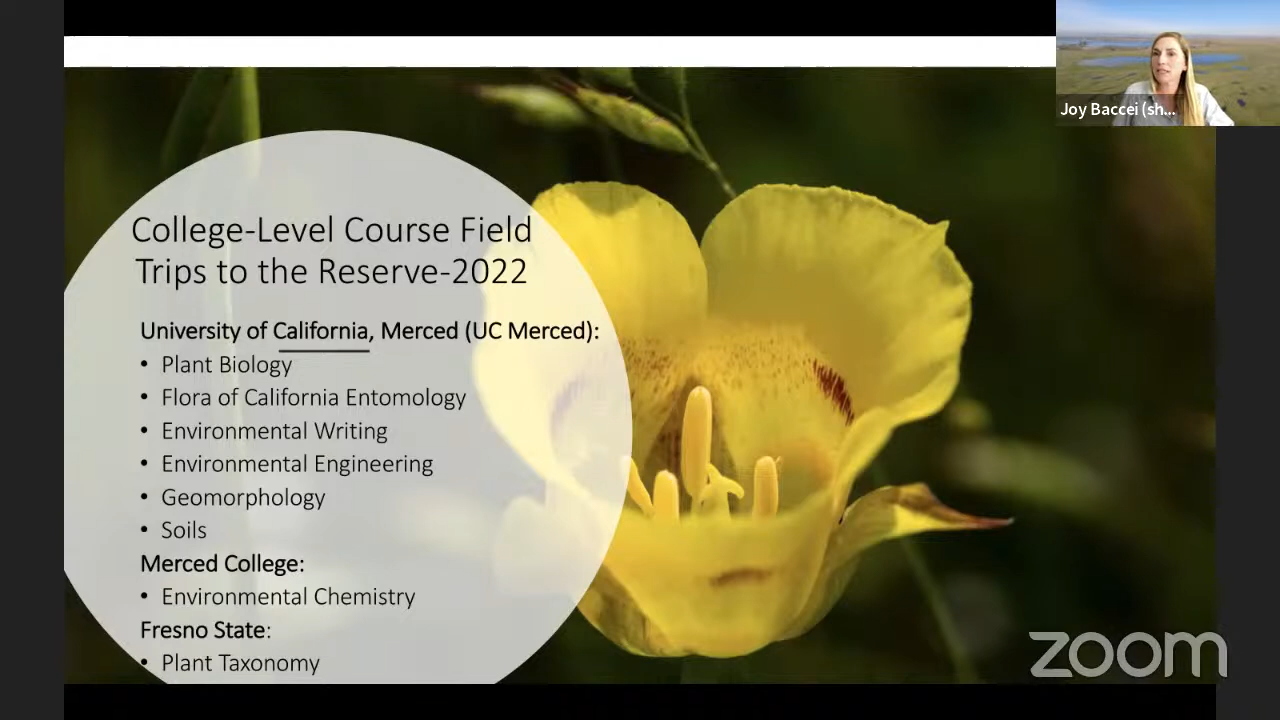 Joy Baccei (sh...
College-Level Course Field
Trips to the Reserve-2022
University of California, Merced (UC Merced):
• Plant Biology
• Flora of California Entomology
• Environmental Writing
• Environmental Engineering
• Geomorphology
• Soils
Merced College:
• Environmental Chemistry
Fresno State:
• Plant Taxonomy
zoom